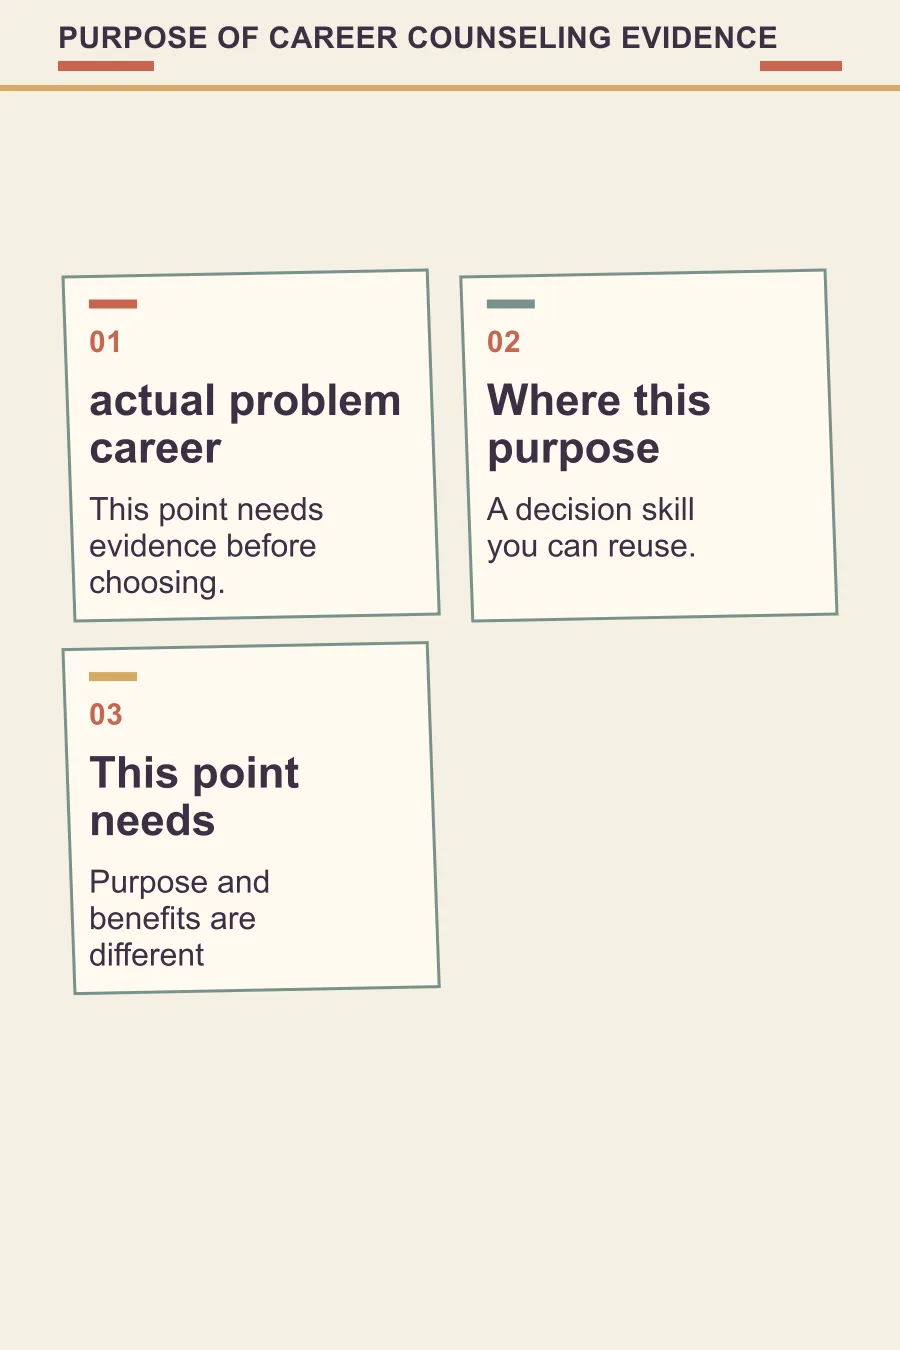 PURPOSE OF CAREER COUNSELING EVIDENCE
01
actual problem
career
This point needs
evidence before
choosing.
02
Where this
purpose
A decision skill
you can reuse.
03
This point
needs
Purpose and
benefits are
different